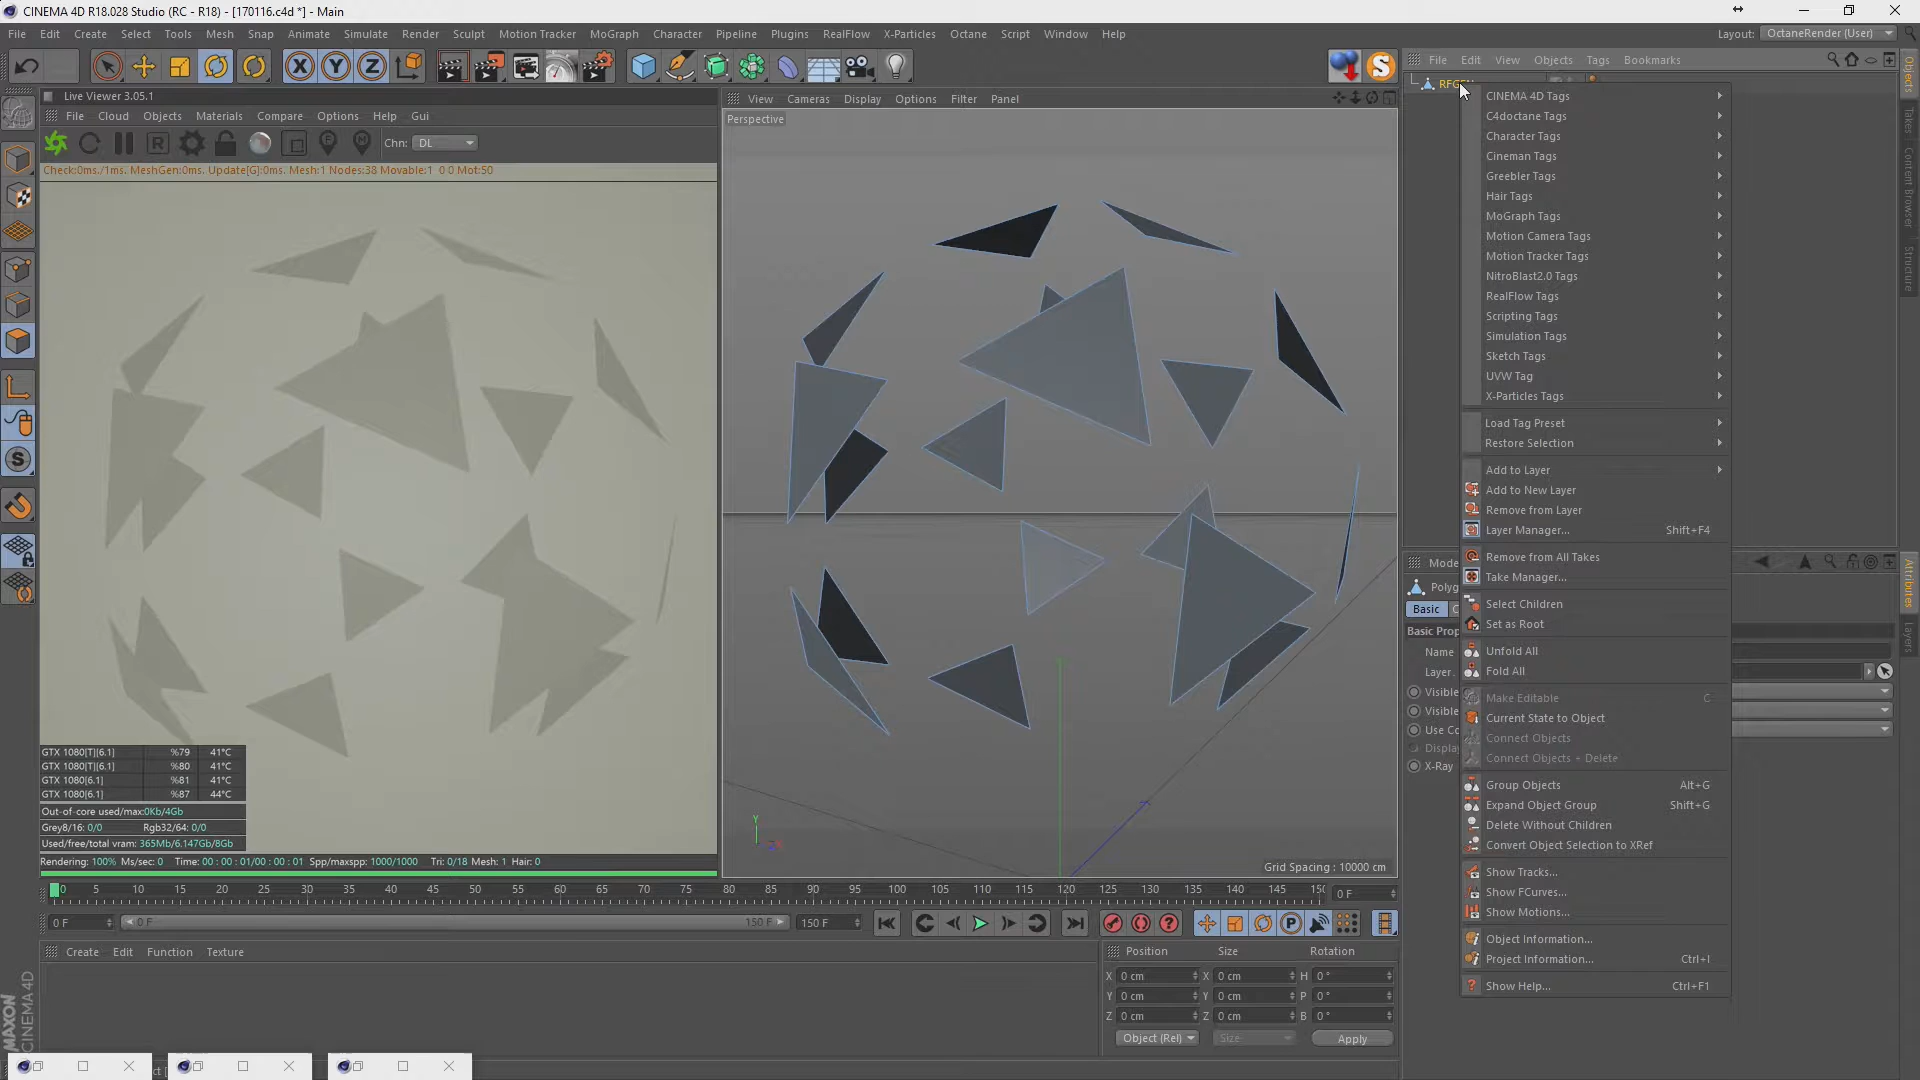 CINEMA 4D R18.028 Studio (RC - R18) - [170116.c4d *] - Main
File Edit Create Select Tools Mesh Snap Animate Simulate Render Sculpt Motion Tracker MoGraph Character Pipeline Plugins RealFlow X-Particles Octane Script Window Help
Layout: OctaneRender (User)
X Y Z
File Edit View Objects Tags Bookmarks
Live Viewer 3.05.1
File Cloud Objects Materials Compare Options Help Gui
Chn: DL
Check:0ms./1ms. MeshGen:0ms. Update[G]:0ms. Mesh:1 Nodes:38 Movable:1 0 0 Mot:50
View Cameras Display Options Filter Panel
Perspective
CINEMA 4D Tags
C4doctane Tags
Character Tags
Cineman Tags
Greebler Tags
Hair Tags
MoGraph Tags
Motion Camera Tags
Motion Tracker Tags
NitroBlast2.0 Tags
RealFlow Tags
Scripting Tags
Simulation Tags
Sketch Tags
UVW Tag
X-Particles Tags
Load Tag Preset
Restore Selection
Add to Layer
Add to New Layer
Remove from Layer
Layer Manager... Shift+F4
Remove from All Takes
Take Manager...
Select Children
Set as Root
Unfold All
Fold All
Make Editable C
Current State to Object
Connect Objects
Connect Objects + Delete
Group Objects Alt+G
Expand Object Group Shift+G
Delete Without Children
Convert Object Selection to XRef
Show Tracks...
Show FCurves...
Show Motions...
Object Information...
Project Information... Ctrl+I
Show Help... Ctrl+F1
Objects
Takes
Content Browser
Structure
Attributes
Layers
Mode
Polyg
Basic C
Basic Prop
Name
Layer
Visible
Visible
Use Co
Display
X-Ray
GTX 1080[T][6.1] %79 41°C
GTX 1080[T][6.1] %80 41°C
GTX 1080[6.1] %81 41°C
GTX 1080[6.1] %87 44°C
Out-of-core used/max:0Kb/4Gb
Grey8/16: 0/0 Rgb32/64: 0/0
Used/free/total vram: 365Mb/6.147Gb/8Gb
Rendering: 100% Ms/sec: 0 Time: 00 : 00 : 01/00 : 00 : 01 Spp/maxspp: 1000/1000 Tri: 0/18 Mesh: 1 Hair: 0
Y
Grid Spacing : 10000 cm
0 5 10 15 20 25 30 35 40 45 50 55 60 65 70 75 80 85 90 95 100 105 110 115 120 125 130 135 140 145 150 0 F
0 F 0 F 150 F 150 F
Create Edit Function Texture
Position Size Rotation
X 0 cm X 0 cm H 0 °
Y 0 cm Y 0 cm P 0 °
Z 0 cm Z 0 cm B 0 °
Object (Rel) Size Apply
MAXON
CINEMA 4D